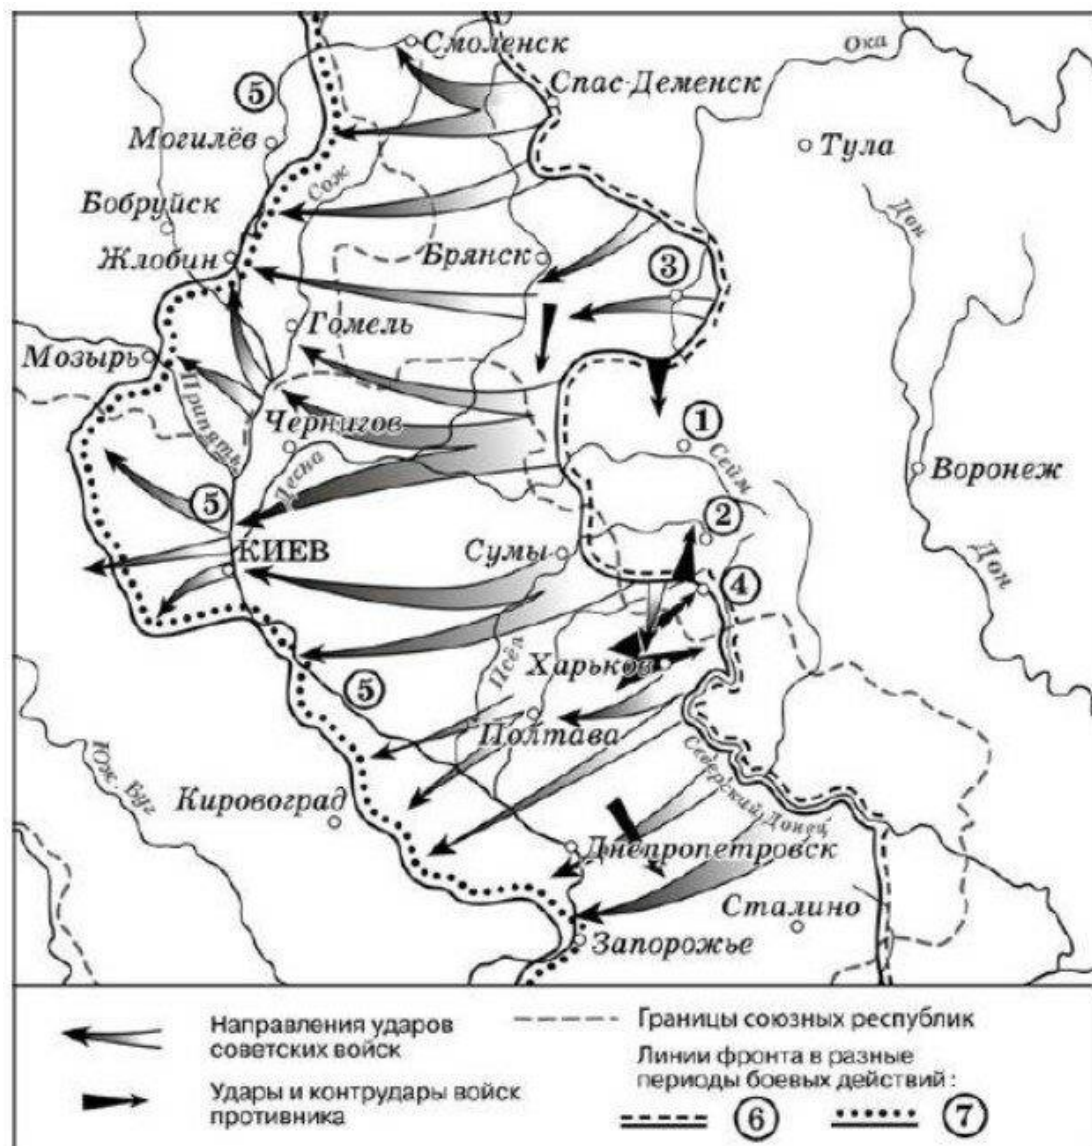 Смоленск
Ока
Спас-Деменск
5
Могилёв
Тула
Сож
Бобруйск
Дон
Жлобин
Брянск
3
Гомель
Мозырь
Припять
Чернигов
1
Сейм
Десна
Воронеж
5
2
КИЕВ
Сумы
Дон
4
Псёл
Харьков
5
Полтава
Северский Донец
Юж. Буг
Кировоград
Днепропетровск
Сталино
Запорожье
Направления ударов
советских войск
Удары и контрудары войск
противника
Границы союзных республик
Линии фронта в разные
периоды боевых действий:
6
7